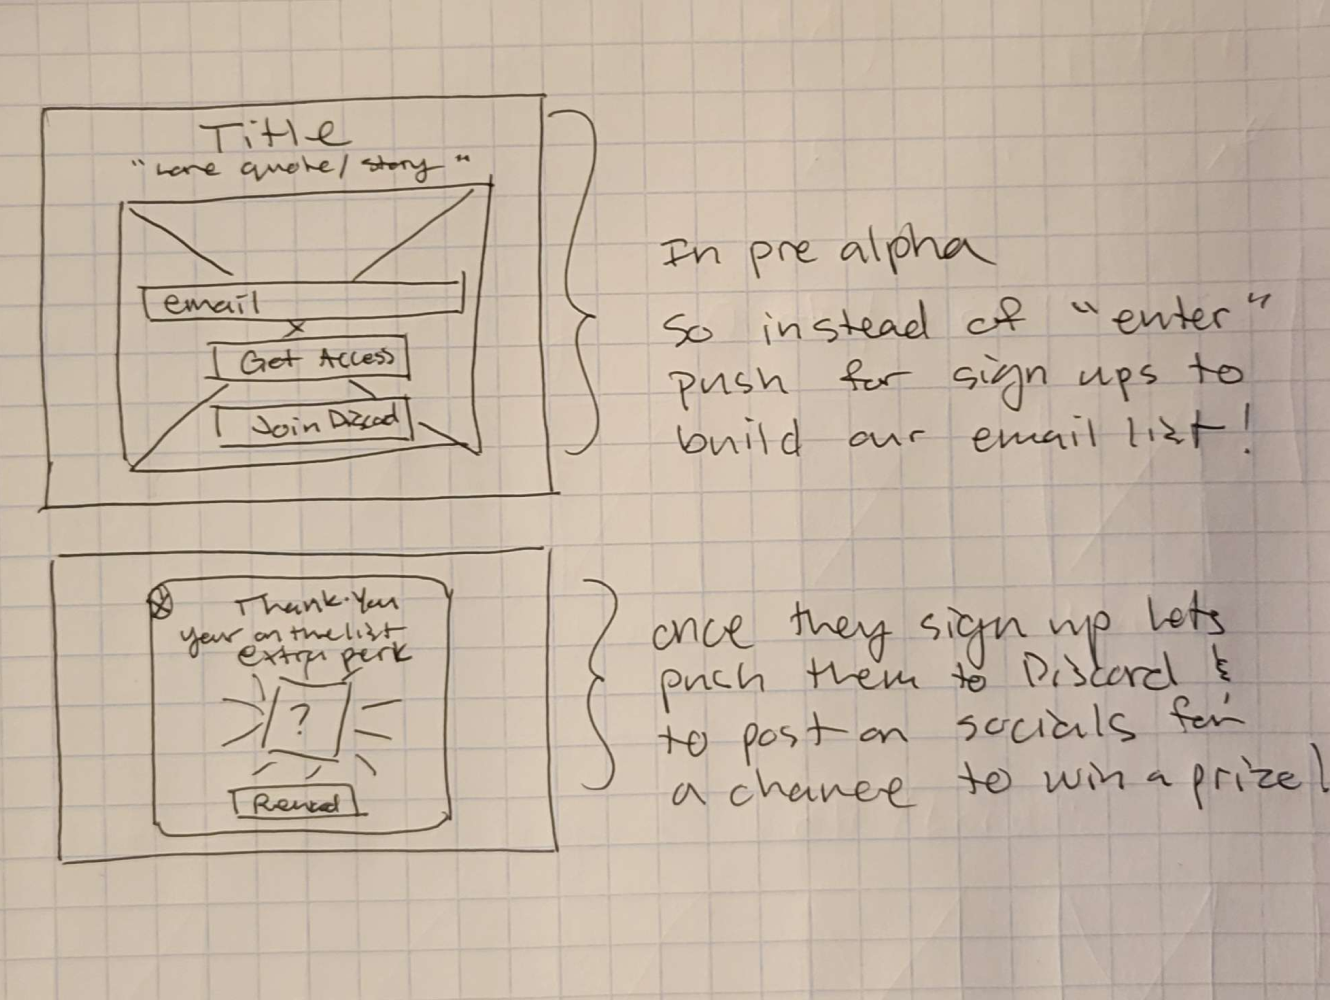 Title
"Lore quote/ story"
email
Get Access
Join Discord
In pre alpha
so instead of "enter"
push for sign ups to
build our email list!
Thank-You
your on the list
extra perk
?
once they sign up lets
push them to Discord &
to post on socials for
a chance to win a prize!